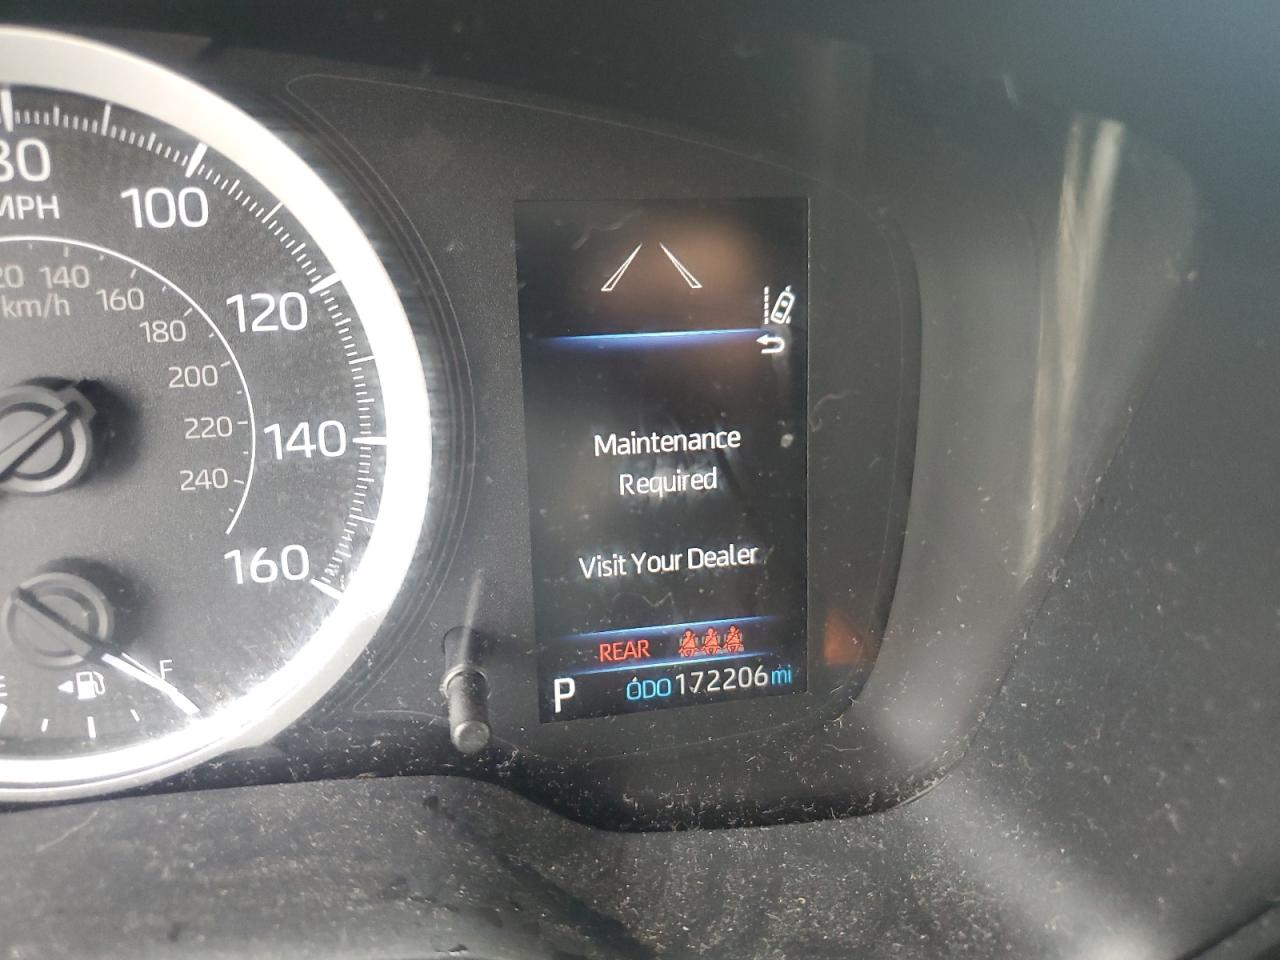 80
MPH
100
120
140
160
120
140
km/h
160
180
200
220
240
E
F
Maintenance
Required
Visit Your Dealer
REAR
P
ODO 172206 mi